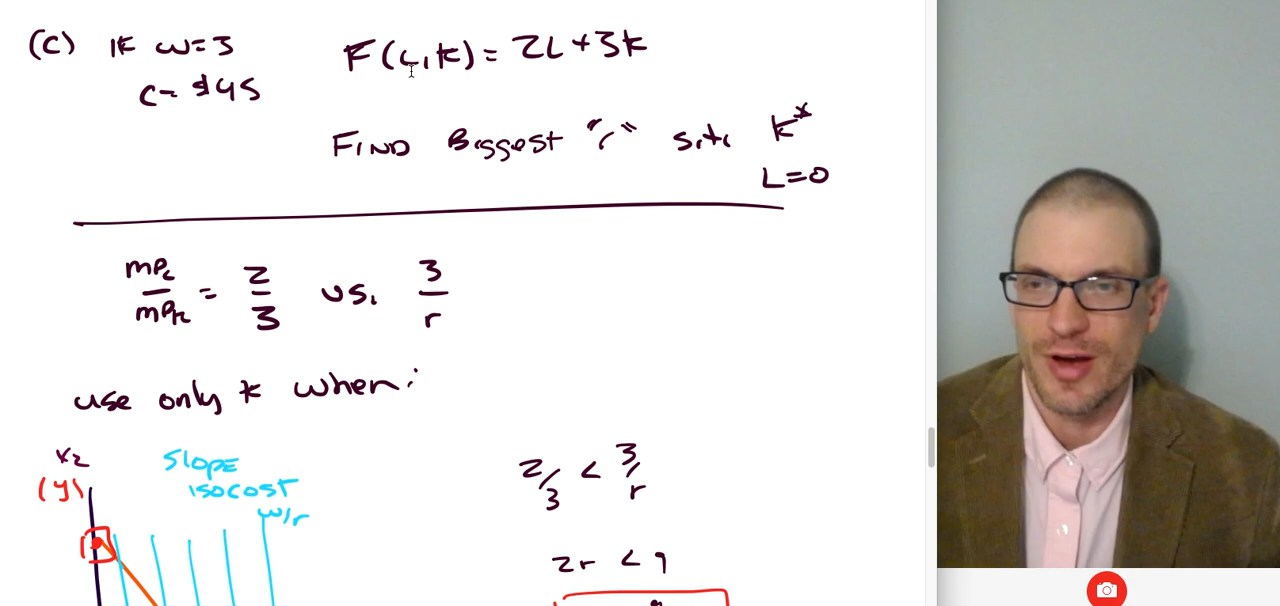 (C) IF w=3 F(L,K) = 2L+3K
C= $45
FIND Biggest "r" s.t. K*
L=0
MPL
MPK = 2/3 vs. 3/r
use only K when:
x2
(y)
slope
isocost
w/r
2/3 < 3/r
2r < 9